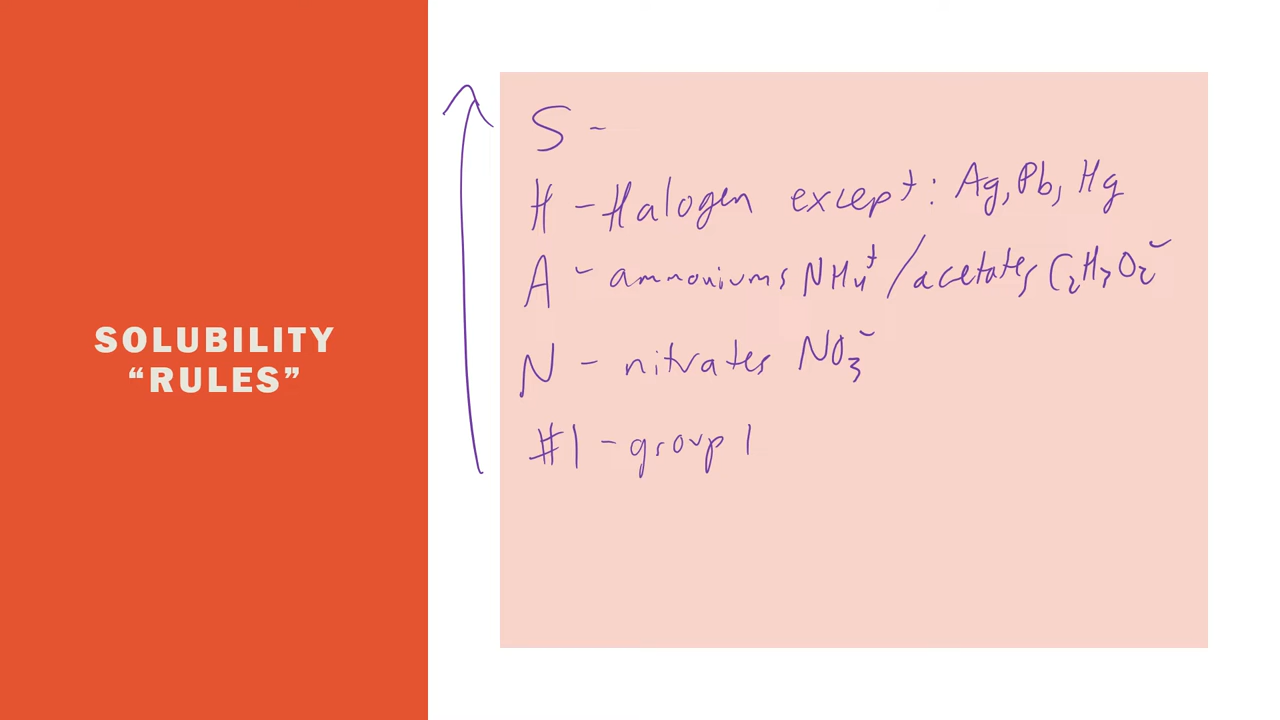 SOLUBILITY
“RULES”
S -
H - Halogen except: Ag, Pb, Hg
A - ammoniums NH₄⁺ / acetates C₂H₃O₂⁻
N - nitrates NO₃⁻
#1 - group 1